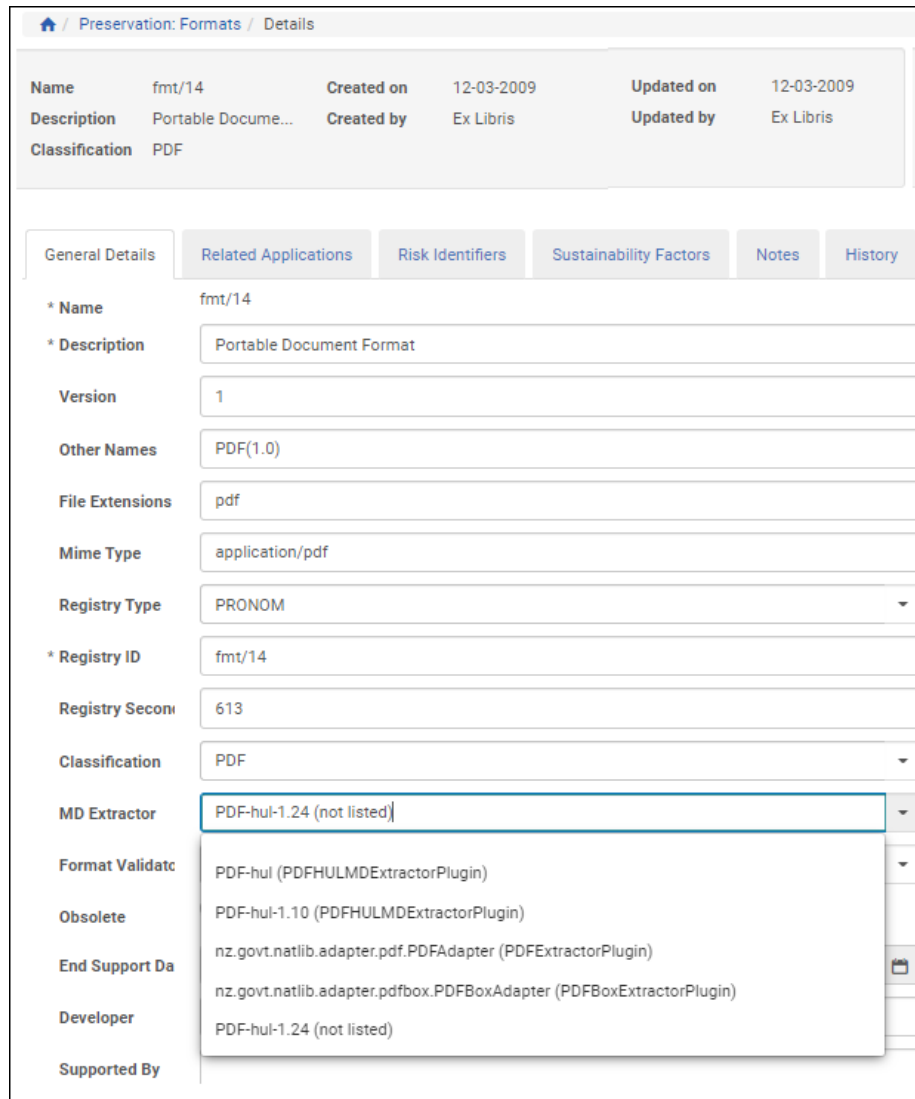 / Preservation: Formats / Details
Name fmt/14 Created on 12-03-2009 Updated on 12-03-2009
Description Portable Docume... Created by Ex Libris Updated by Ex Libris
Classification PDF
General Details Related Applications Risk Identifiers Sustainability Factors Notes History
* Name fmt/14
* Description Portable Document Format
Version 1
Other Names PDF(1.0)
File Extensions pdf
Mime Type application/pdf
Registry Type PRONOM
* Registry ID fmt/14
Registry Secon 613
Classification PDF
MD Extractor PDF-hul-1.24 (not listed)
Format Validato
PDF-hul (PDFHULMDExtractorPlugin)
Obsolete PDF-hul-1.10 (PDFHULMDExtractorPlugin)
nz.govt.natlib.adapter.pdf.PDFAdapter (PDFExtractorPlugin)
End Support Da
nz.govt.natlib.adapter.pdfbox.PDFBoxAdapter (PDFBoxExtractorPlugin)
Developer
PDF-hul-1.24 (not listed)
Supported By